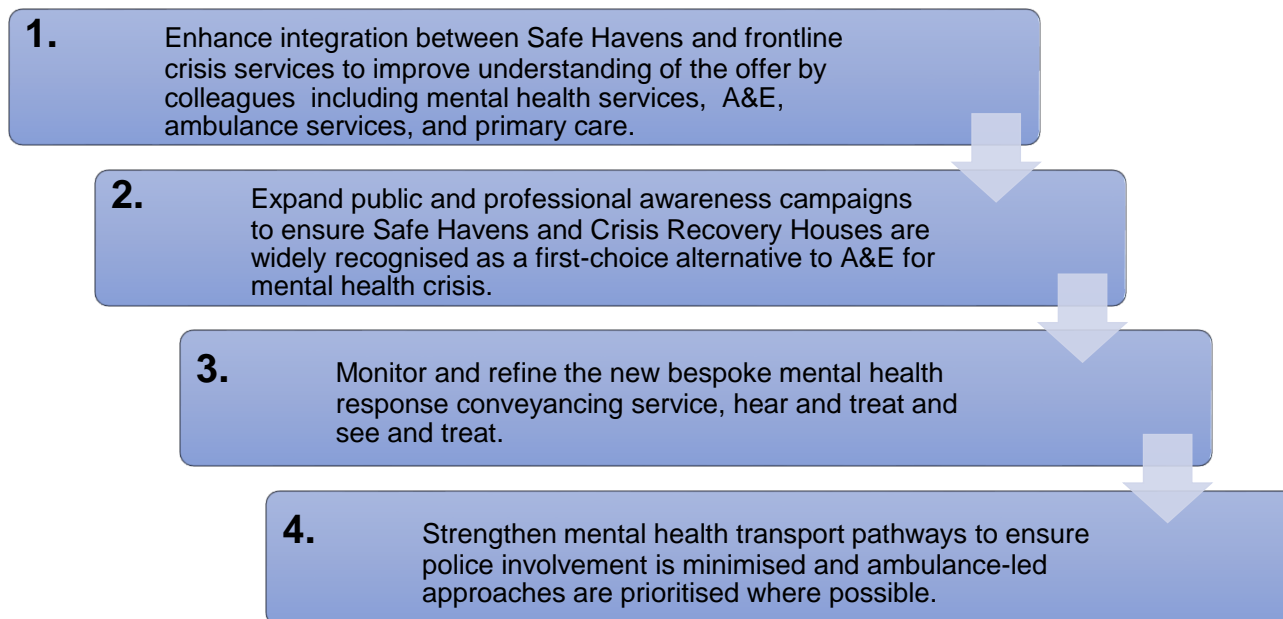 1. Enhance integration between Safe Havens and frontline
crisis services to improve understanding of the offer by
colleagues  including mental health services,  A&E,
ambulance services, and primary care.
2. Expand public and professional awareness campaigns
to ensure Safe Havens and Crisis Recovery Houses are
widely recognised as a first-choice alternative to A&E for
mental health crisis.
3. Monitor and refine the new bespoke mental health
response conveyancing service, hear and treat and
see and treat.
4. Strengthen mental health transport pathways to ensure
police involvement is minimised and ambulance-led
approaches are prioritised where possible.